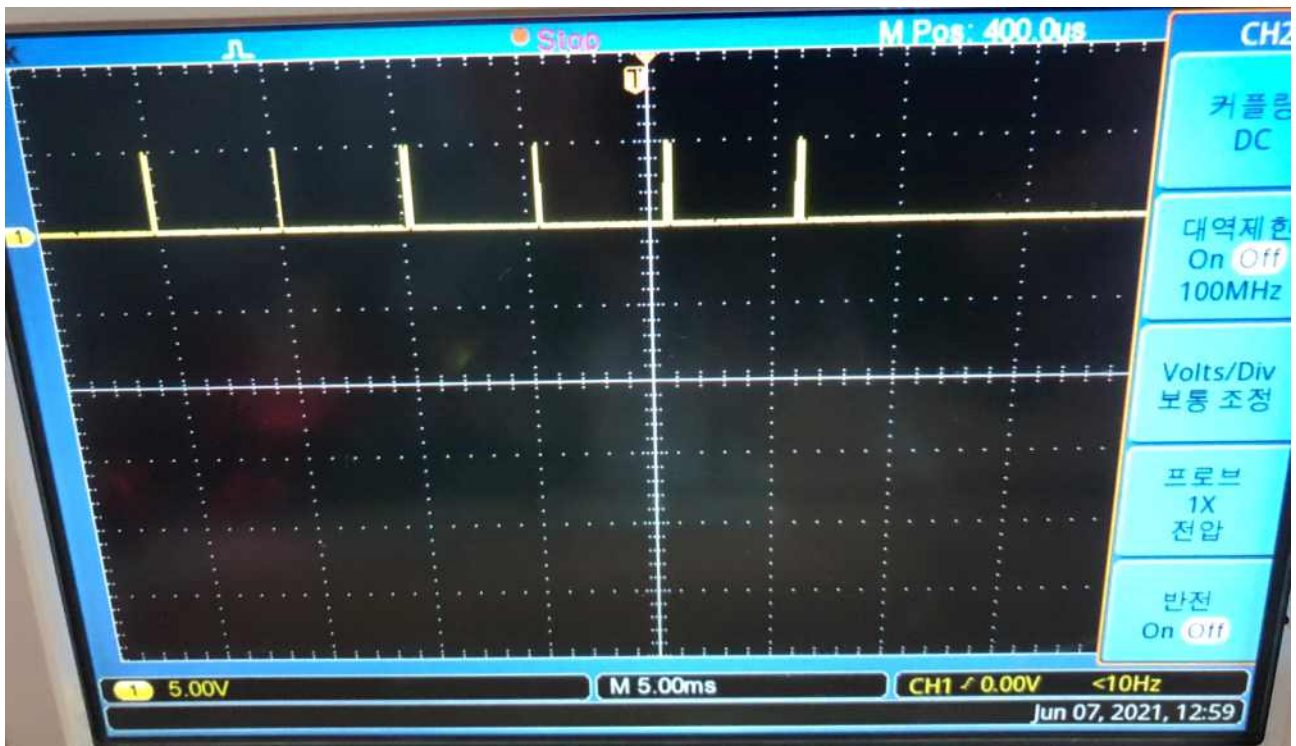 Stop
M Pos: 400.0us
CH2
T
커플링
DC
대역제한
On Off
100MHz
1
Volts/Div
보통 조정
프로브
1X
전압
반전
On Off
1 5.00V
M 5.00ms
CH1 0.00V <10Hz
Jun 07, 2021, 12:59